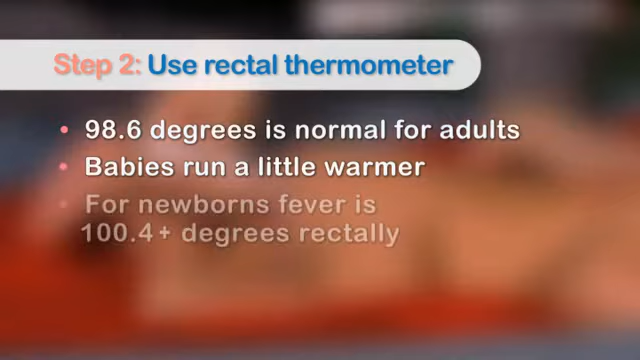 Step 2: Use rectal thermometer
• 98.6 degrees is normal for adults
• Babies run a little warmer
• For newborns fever is
100.4+ degrees rectally